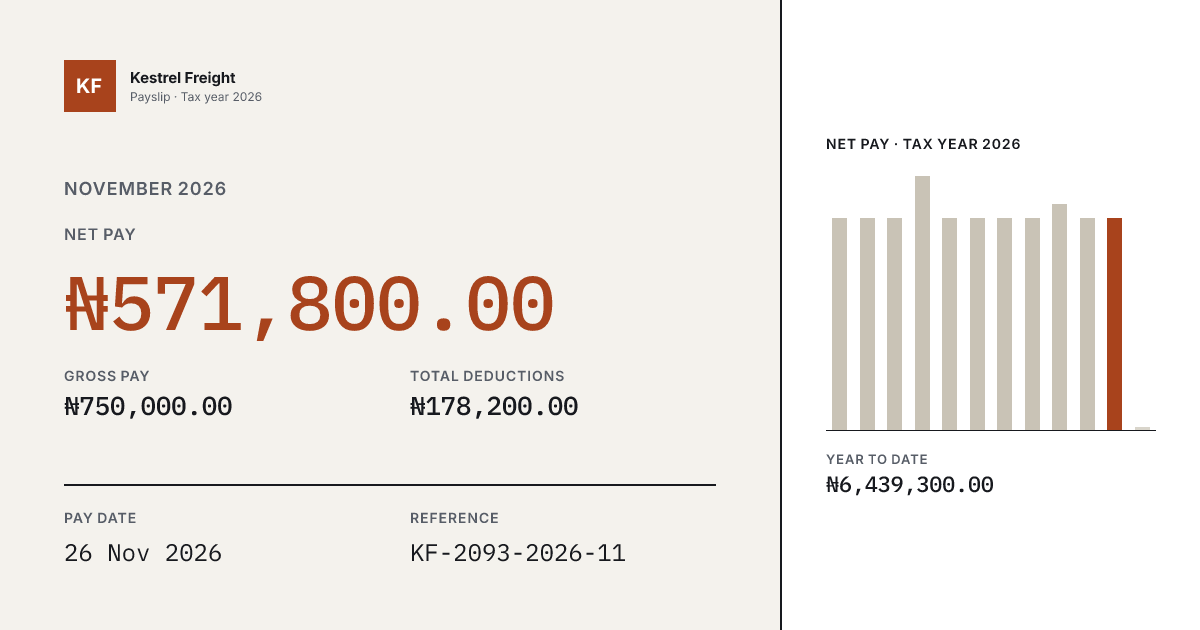 KF
Kestrel Freight
Payslip · Tax year 2026
NOVEMBER 2026
NET PAY
₦571,800.00
GROSS PAY
₦750,000.00
TOTAL DEDUCTIONS
₦178,200.00
PAY DATE
26 Nov 2026
REFERENCE
KF-2093-2026-11
NET PAY · TAX YEAR 2026
YEAR TO DATE
₦6,439,300.00